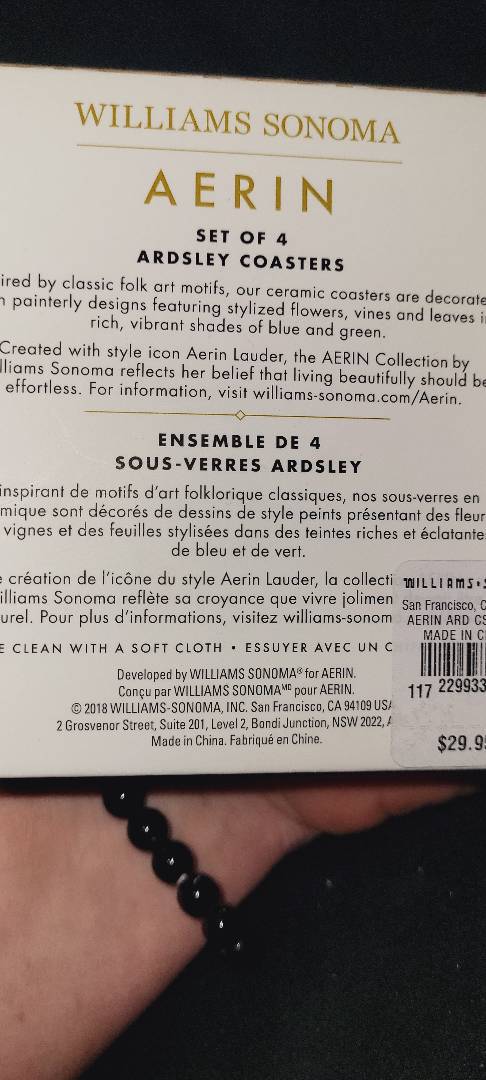 WILLIAMS SONOMA
AERIN
SET OF 4
ARDSLEY COASTERS
ired by classic folk art motifs, our ceramic coasters are decorate
n painterly designs featuring stylized flowers, vines and leaves i
rich, vibrant shades of blue and green.
Created with style icon Aerin Lauder, the AERIN Collection by
lliams Sonoma reflects her belief that living beautifully should be
effortless. For information, visit williams-sonoma.com/Aerin.
ENSEMBLE DE 4
SOUS-VERRES ARDSLEY
inspirant de motifs d'art folklorique classiques, nos sous-verres en
mique sont décorés de dessins de style peints présentant des fleur
vignes et des feuilles stylisées dans des teintes riches et éclatante
de bleu et de vert.
e création de l'icône du style Aerin Lauder, la collecti
illiams Sonoma reflète sa croyance que vivre jolimen
urel. Pour plus d'informations, visitez williams-sonom
E CLEAN WITH A SOFT CLOTH • ESSUYER AVEC UN C
Developed by WILLIAMS SONOMA® for AERIN.
Conçu par WILLIAMS SONOMA MD pour AERIN.
© 2018 WILLIAMS-SONOMA, INC. San Francisco, CA 94109 USA
2 Grosvenor Street, Suite 201, Level 2, Bondi Junction, NSW 2022, A
Made in China. Fabriqué en Chine.
WILLIAMS-S
San Francisco, C
AERIN ARD CS
MADE IN C
117 229933
$29.9